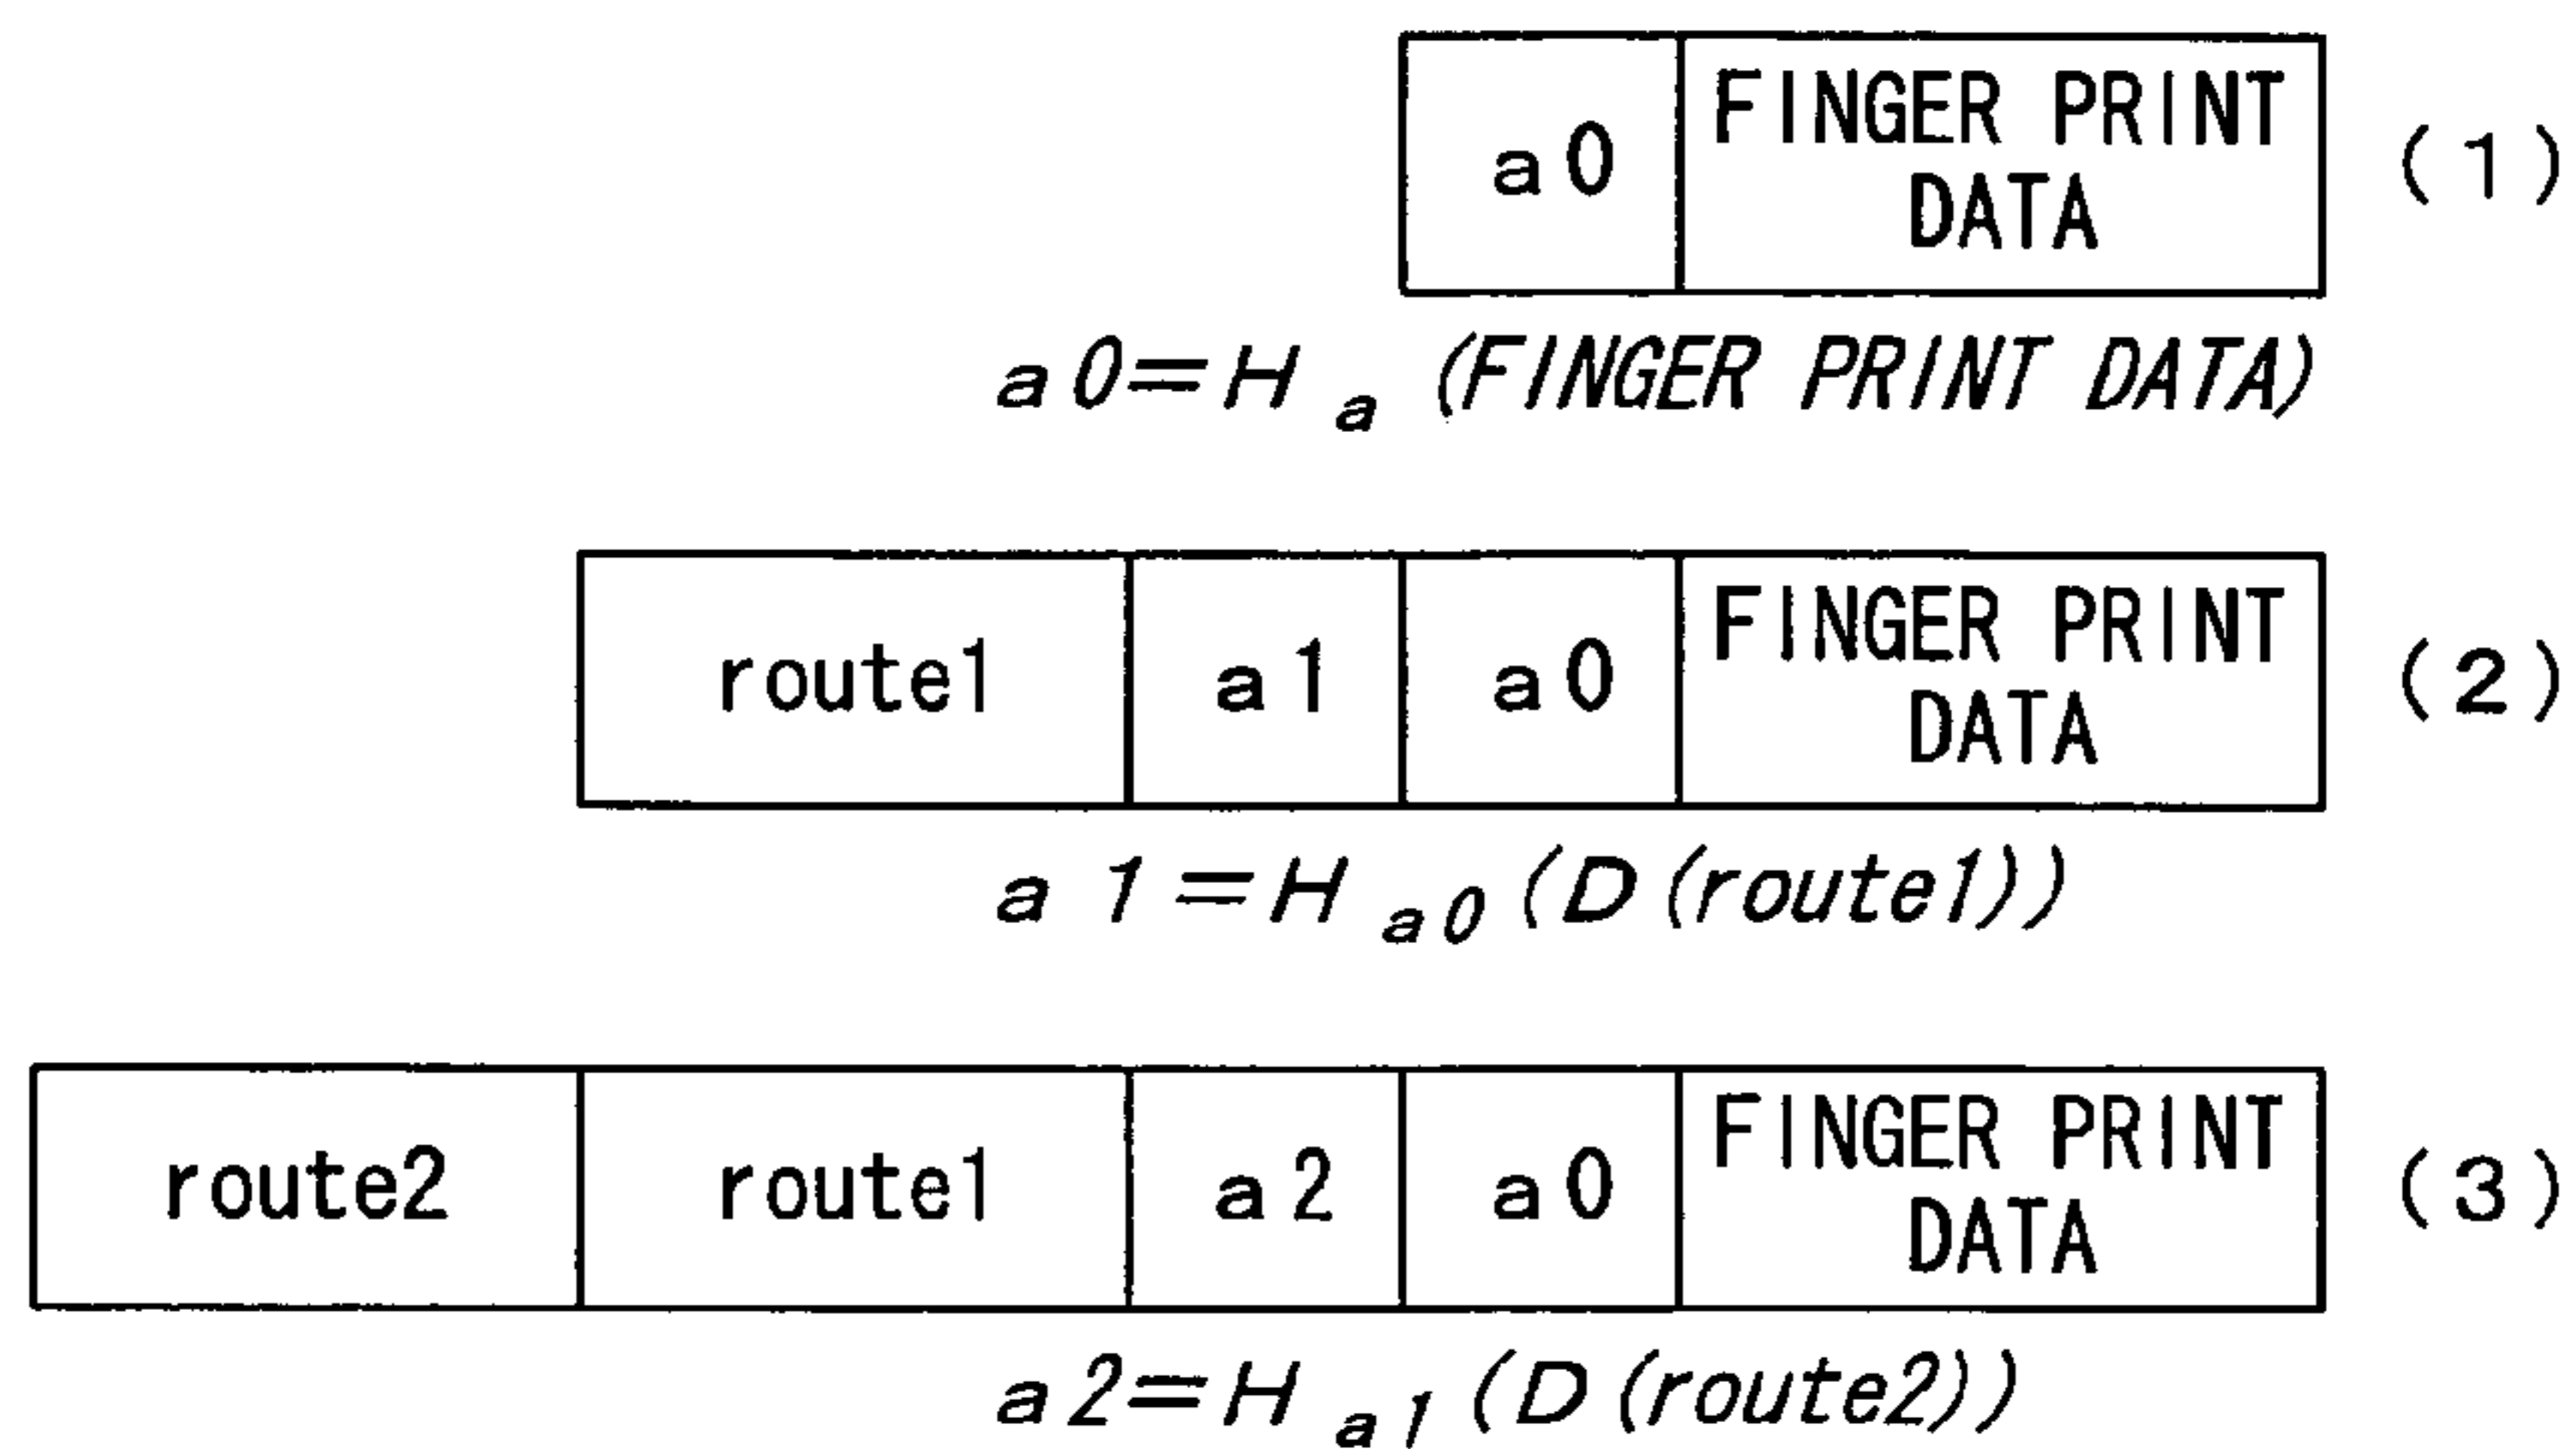 a0 FINGER PRINT DATA (1)
a0=H a (FINGER PRINT DATA)
route1 a1 a0 FINGER PRINT DATA (2)
a1=H a0 (D(route1))
route2 route1 a2 a0 FINGER PRINT DATA (3)
a2=H a1 (D(route2))